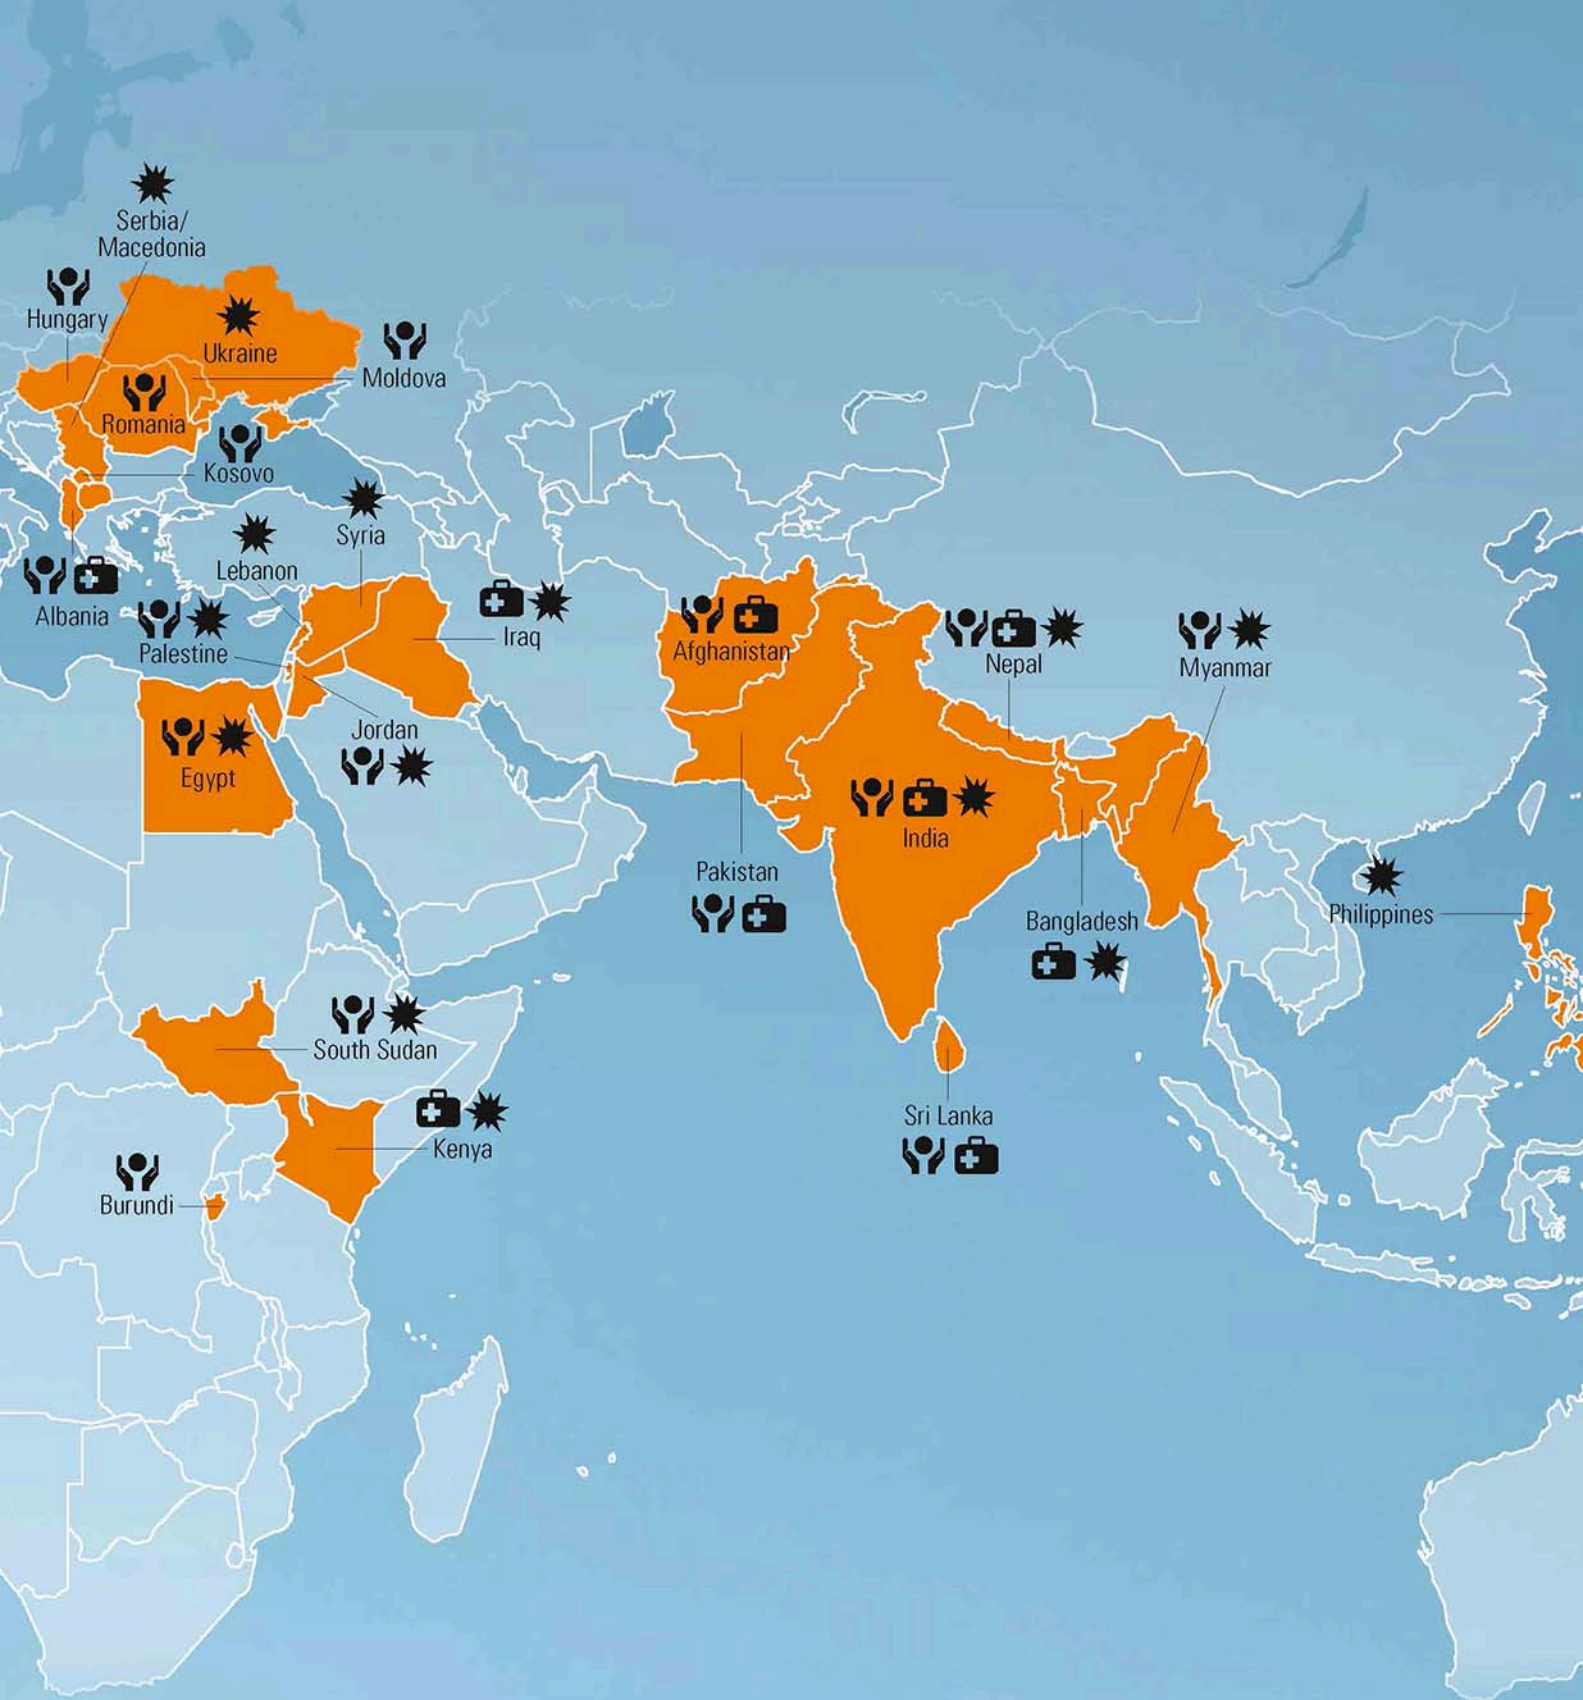 Serbia/
Macedonia
Hungary
Ukraine
Moldova
Romania
Kosovo
Syria
Lebanon
Albania
Iraq
Palestine
Afghanistan
Nepal
Myanmar
Jordan
Egypt
India
Pakistan
Bangladesh
Philippines
South Sudan
Sri Lanka
Kenya
Burundi